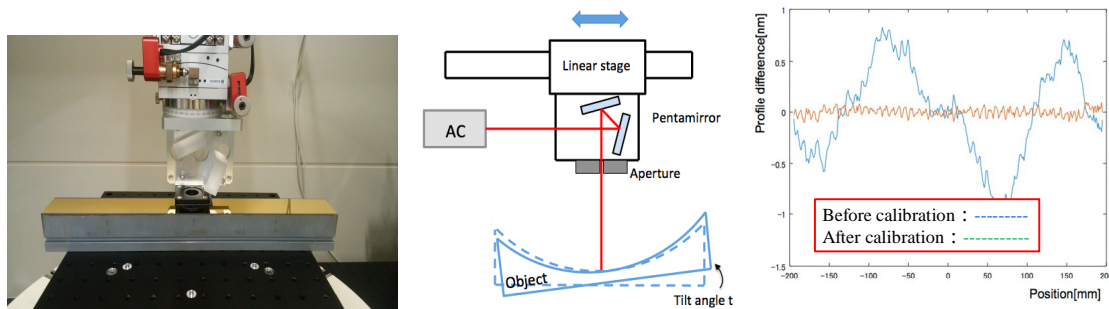 Linear stage
AC
Pentamirror
Aperture
Object
Tilt angle t
Profile difference[nm]
1.5
1
0.5
0
-0.5
-1
-1.5
Before calibration：
After calibration：
-200 -150 -100 -50 0 50 100 150 200
Position[mm]